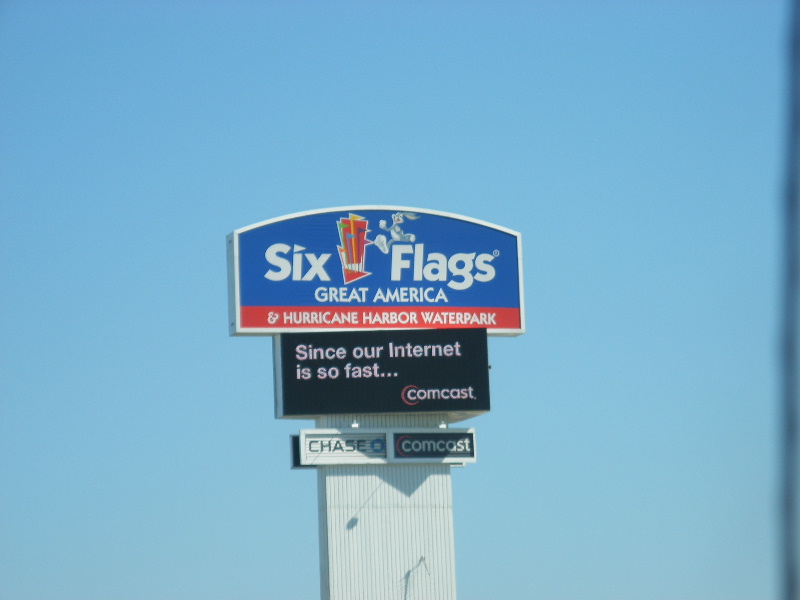 Six Flags®
GREAT AMERICA
& HURRICANE HARBOR WATERPARK
Since our Internet
is so fast...
comcast.
CHASE comcast